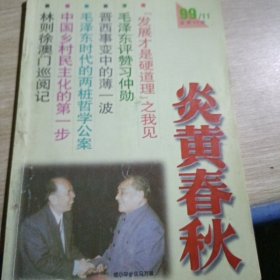 99/11
“发展才是硬道理”之我见
毛泽东评赞习仲勋
晋西事变中的薄一波
毛泽东时代的两桩哲学公案
中国乡村民主化的第一步
林则徐澳门巡阅记
炎黄春秋